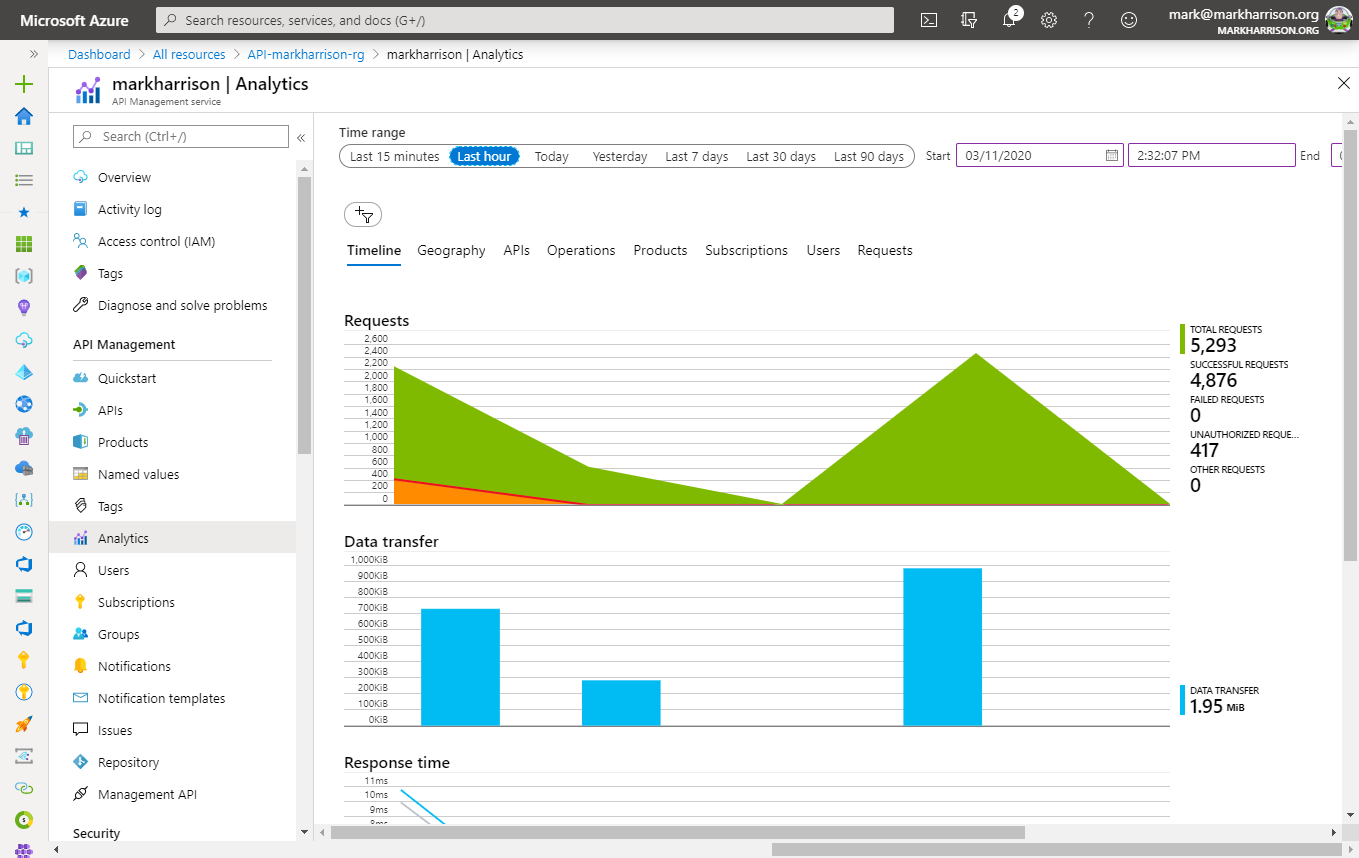 Microsoft Azure
Search resources, services, and docs (G+/)
2
mark@markharrison.org
MARKHARRISON.ORG
Dashboard > All resources > API-markharrison-rg > markharrison | Analytics
markharrison | Analytics
API Management service
Search (Ctrl+/)
Overview
Activity log
Access control (IAM)
Tags
Diagnose and solve problems
API Management
Quickstart
APIs
Products
Named values
Tags
Analytics
Users
Subscriptions
Groups
Notifications
Notification templates
Issues
Repository
Management API
Security
Time range
Last 15 minutes Last hour Today Yesterday Last 7 days Last 30 days Last 90 days Start 03/11/2020 2:32:07 PM End
Timeline Geography APIs Operations Products Subscriptions Users Requests
Requests
2,600
2,400
2,200
2,000
1,800
1,600
1,400
1,200
1,000
800
600
400
200
0
TOTAL REQUESTS
5,293
SUCCESSFUL REQUESTS
4,876
FAILED REQUESTS
0
UNAUTHORIZED REQUE...
417
OTHER REQUESTS
0
Data transfer
1,000KiB
900KiB
800KiB
700KiB
600KiB
500KiB
400KiB
300KiB
200KiB
100KiB
0KiB
DATA TRANSFER
1.95 MiB
Response time
11ms
10ms
9ms
8ms